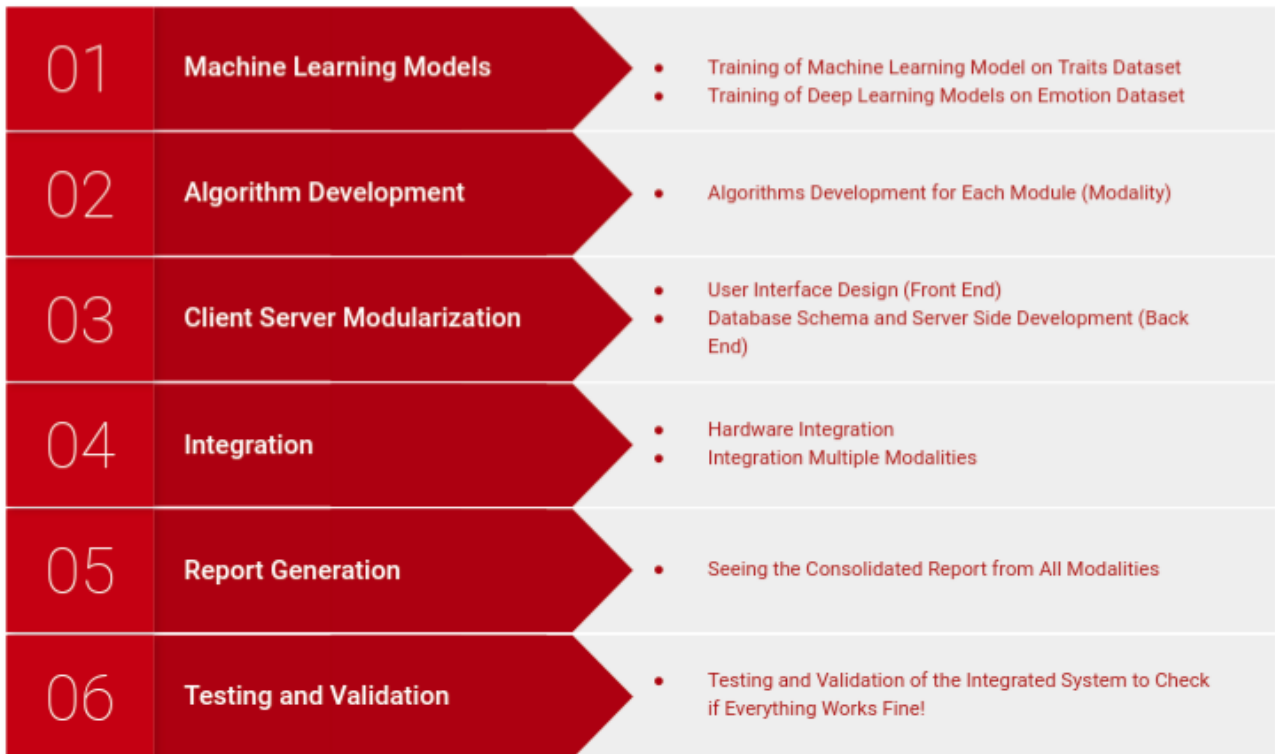 01
Machine Learning Models
• Training of Machine Learning Model on Traits Dataset
• Training of Deep Learning Models on Emotion Dataset
02
Algorithm Development
• Algorithms Development for Each Module (Modality)
03
Client Server Modularization
• User Interface Design (Front End)
• Database Schema and Server Side Development (Back
End)
04
Integration
• Hardware Integration
• Integration Multiple Modalities
05
Report Generation
• Seeing the Consolidated Report from All Modalities
06
Testing and Validation
• Testing and Validation of the Integrated System to Check
if Everything Works Fine!